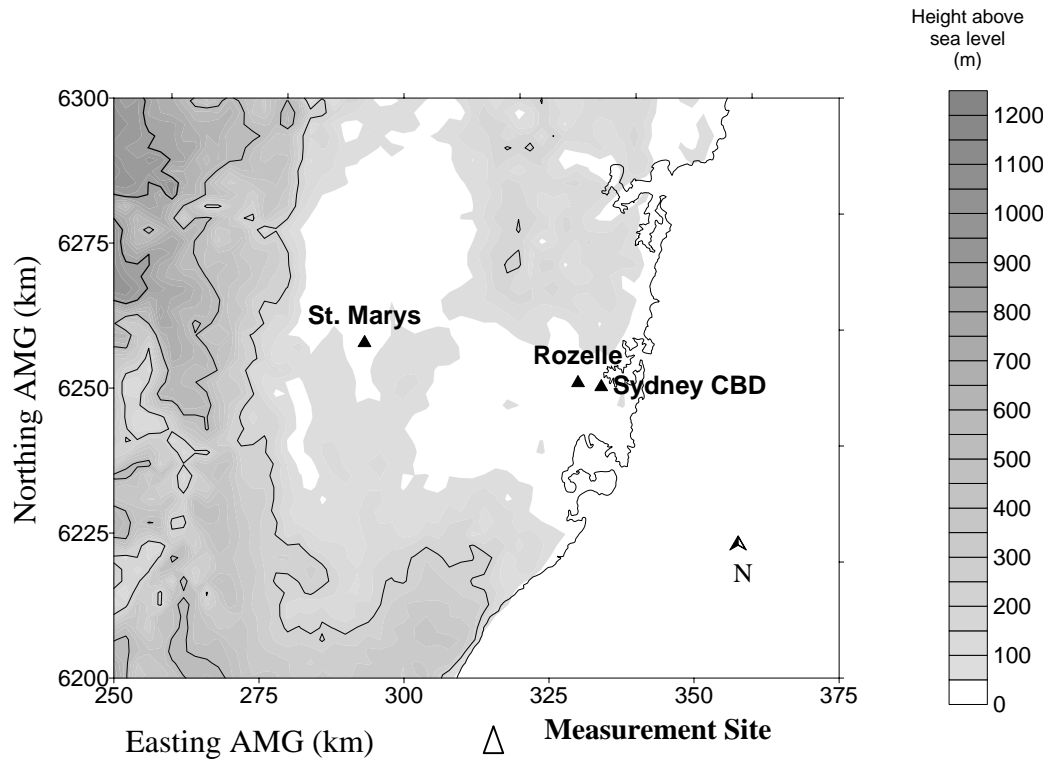 Height above
sea level
(m)
1200
1100
1000
900
800
700
600
500
400
300
200
100
0
6300
6275
6250
6225
6200
Northing AMG (km)
St. Marys
Rozelle
Sydney CBD
N
250
275
300
325
350
375
Easting AMG (km)
Measurement Site